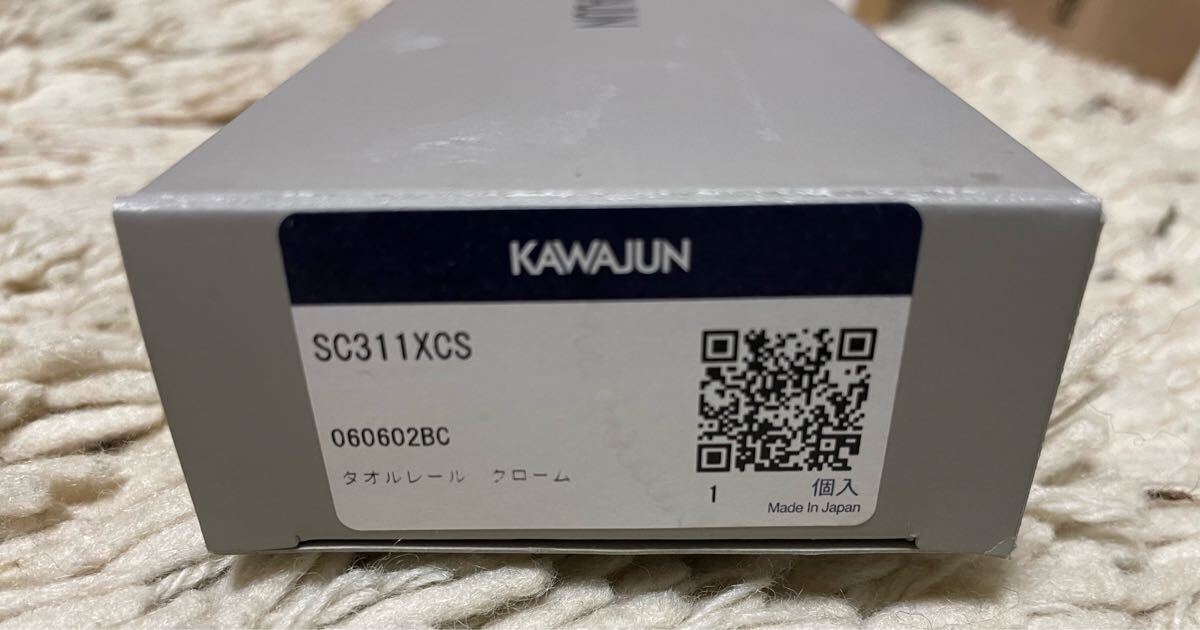 KAWAJUN
KAWAJUN
SC311XCS
060602BC
タオルレール クローム
1 個入
Made In Japan